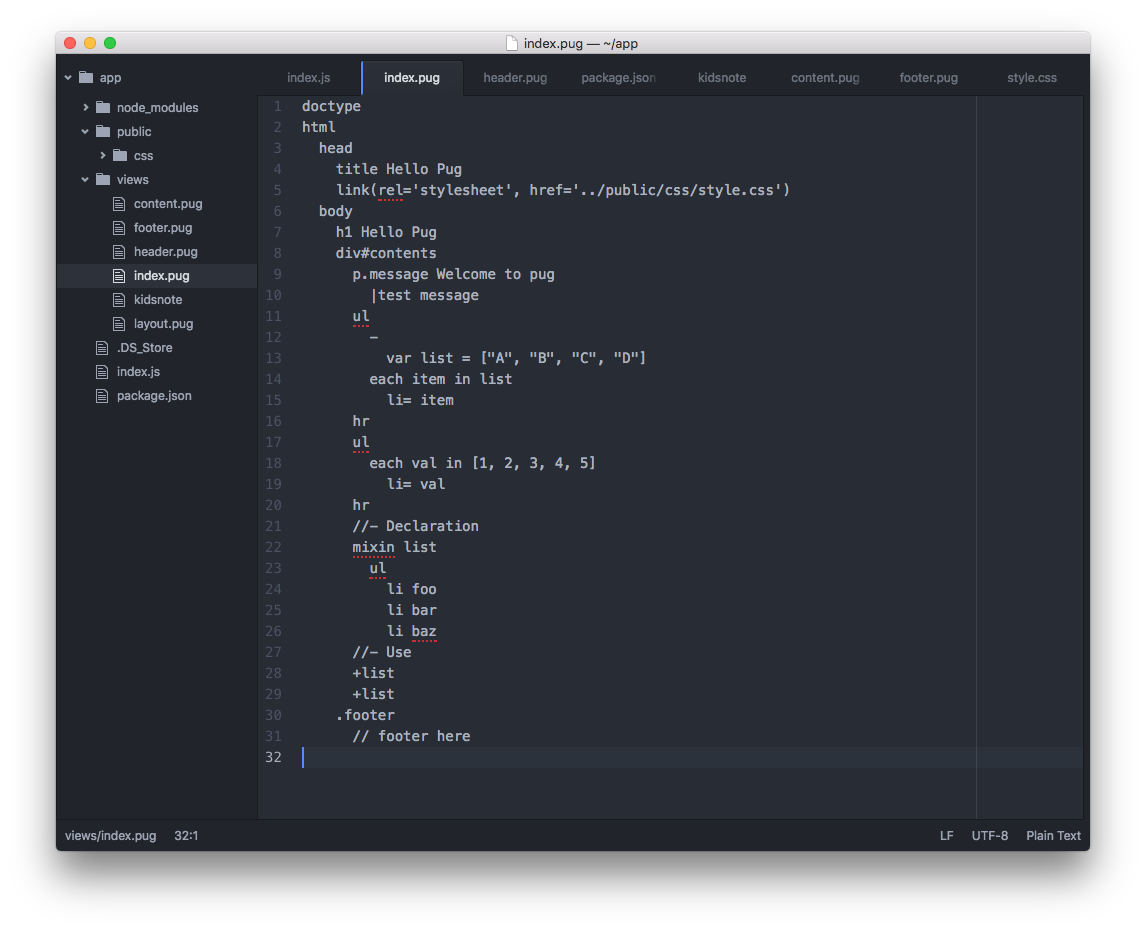 index.pug — ~/app
app
node_modules
public
css
views
content.pug
footer.pug
header.pug
index.pug
kidsnote
layout.pug
.DS_Store
index.js
package.json
index.js index.pug header.pug package.json kidsnote content.pug footer.pug style.css
1 doctype
2 html
3   head
4     title Hello Pug
5     link(rel='stylesheet', href='../public/css/style.css')
6   body
7     h1 Hello Pug
8     div#contents
9       p.message Welcome to pug
10         |test message
11       ul
12         -
13           var list = ["A", "B", "C", "D"]
14         each item in list
15           li= item
16       hr
17       ul
18         each val in [1, 2, 3, 4, 5]
19           li= val
20       hr
21       //- Declaration
22       mixin list
23         ul
24           li foo
25           li bar
26           li baz
27       //- Use
28       +list
29       +list
30     .footer
31       // footer here
32
views/index.pug 32:1 LF UTF-8 Plain Text